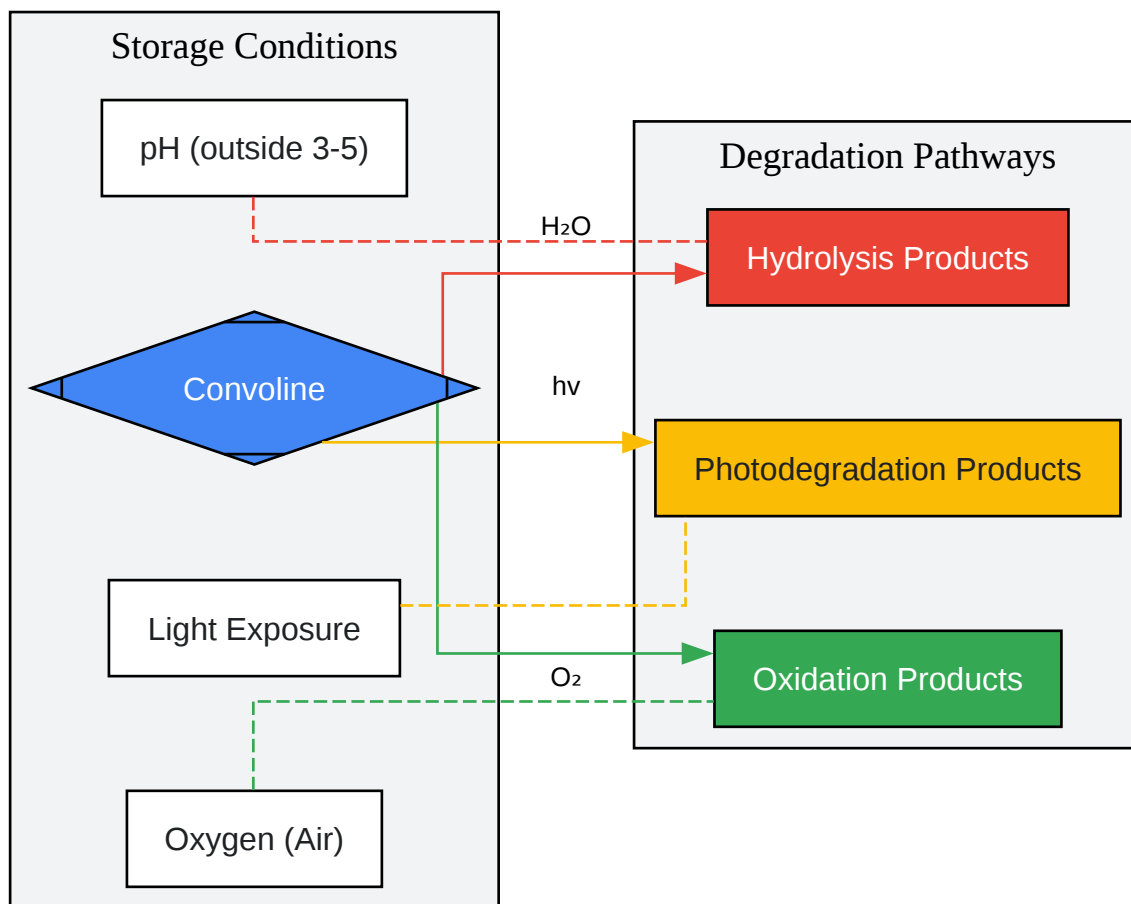 Storage Conditions
pH (outside 3-5)
Degradation Pathways
H₂O
Hydrolysis Products
Convoline
hv
Photodegradation Products
Light Exposure
O₂
Oxidation Products
Oxygen (Air)